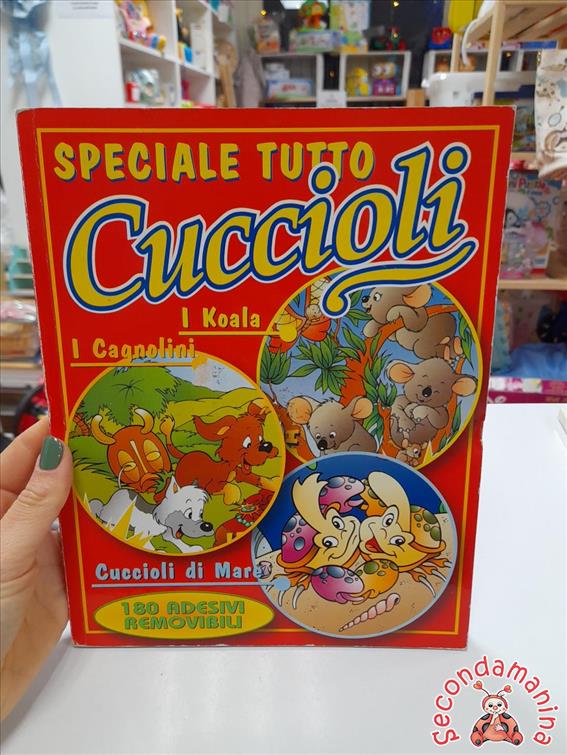 SPECIALE TUTTO
Cuccioli
I Koala
I Cagnolini
Cuccioli di Mare
180 ADESIVI
REMOVIBILI
Secondamanina